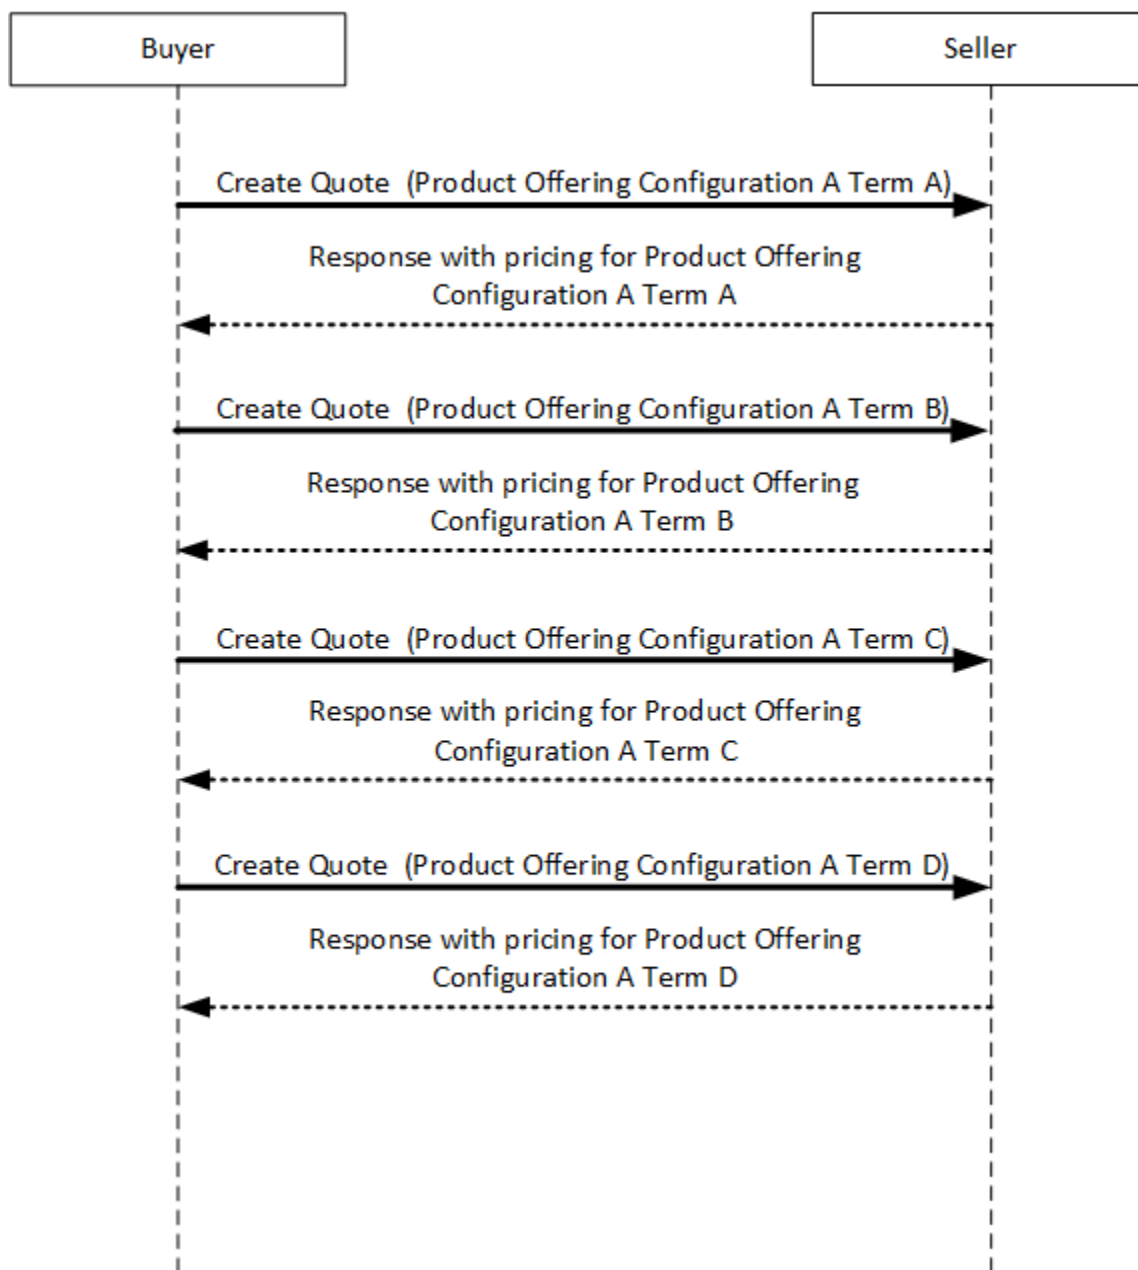 Buyer
Seller
Create Quote  (Product Offering Configuration A Term A)
Response with pricing for Product Offering
Configuration A Term A
Create Quote  (Product Offering Configuration A Term B)
Response with pricing for Product Offering
Configuration A Term B
Create Quote  (Product Offering Configuration A Term C)
Response with pricing for Product Offering
Configuration A Term C
Create Quote  (Product Offering Configuration A Term D)
Response with pricing for Product Offering
Configuration A Term D